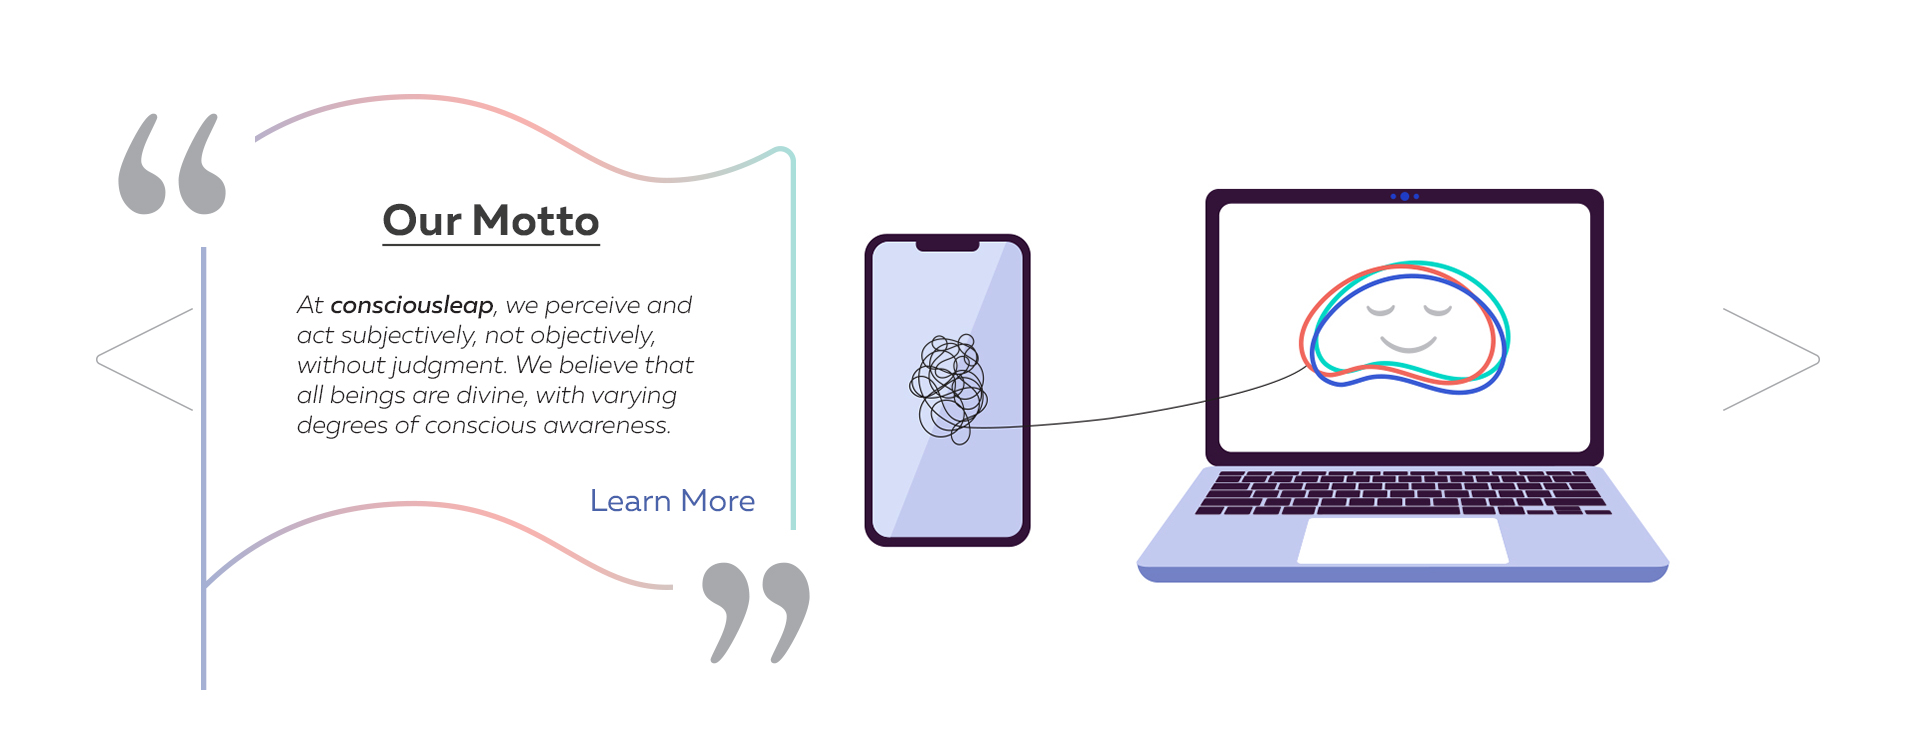 Our Motto
At consciousleap, we perceive and
act subjectively, not objectively,
without judgment. We believe that
all beings are divine, with varying
degrees of conscious awareness.
Learn More